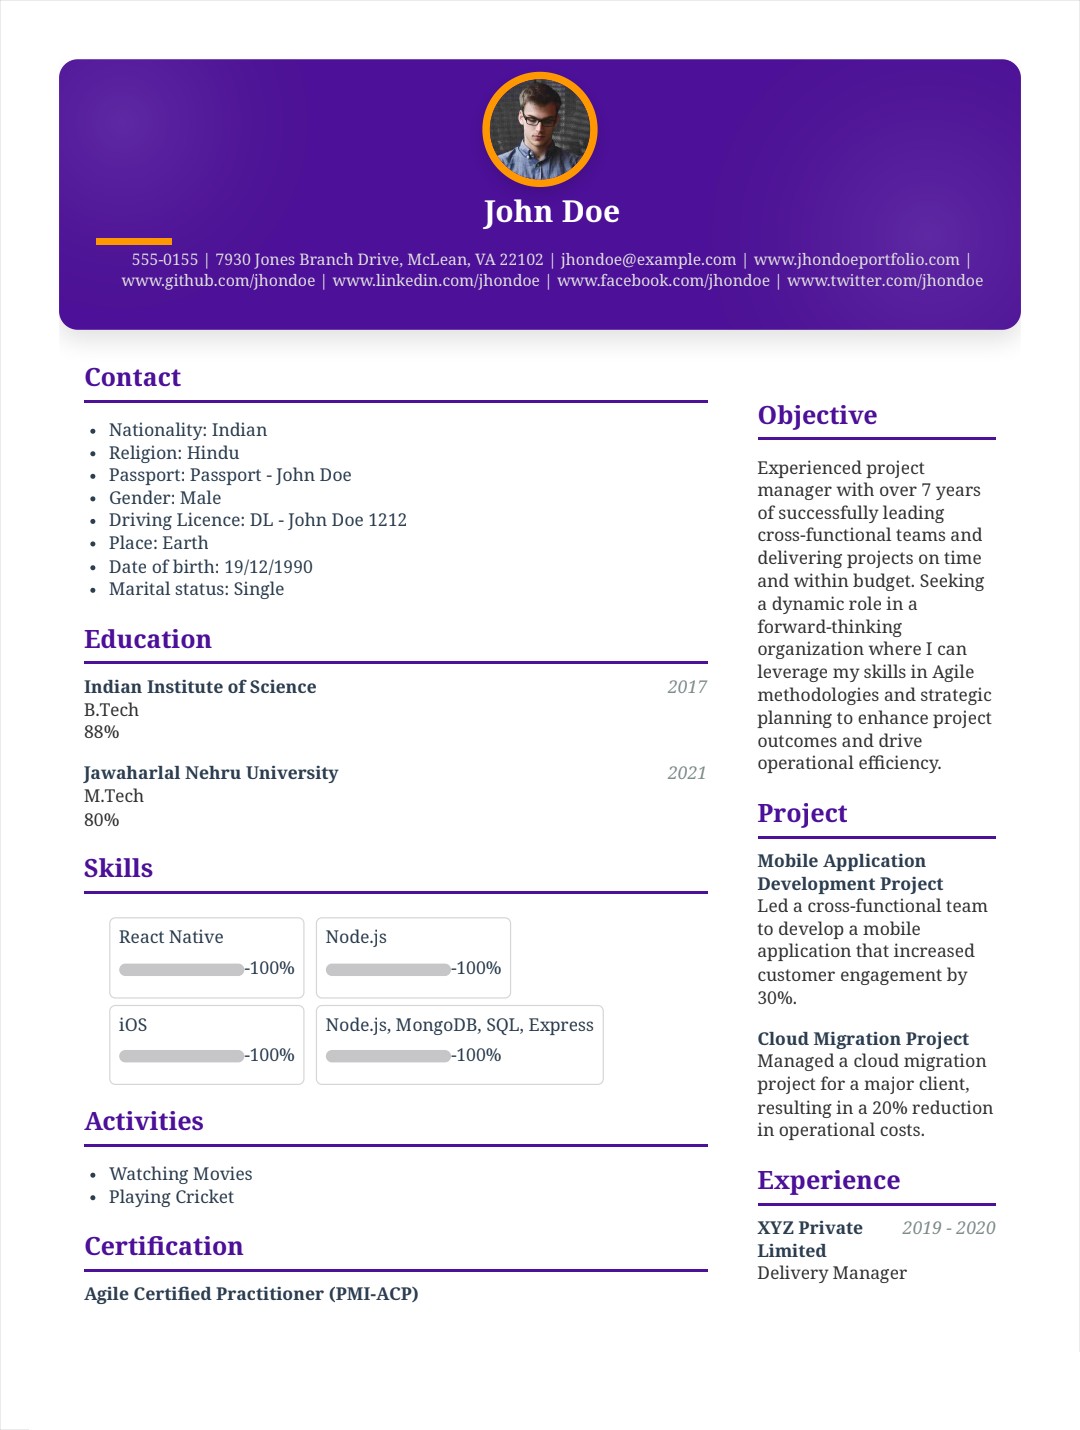 John Doe
555-0155 | 7930 Jones Branch Drive, McLean, VA 22102 | jhondoe@example.com | www.jhondoeportfolio.com |
www.github.com/jhondoe | www.linkedin.com/jhondoe | www.facebook.com/jhondoe | www.twitter.com/jhondoe
Contact
• Nationality: Indian
• Religion: Hindu
• Passport: Passport - John Doe
• Gender: Male
• Driving Licence: DL - John Doe 1212
• Place: Earth
• Date of birth: 19/12/1990
• Marital status: Single
Education
Indian Institute of Science 2017
B.Tech
88%
Jawaharlal Nehru University 2021
M.Tech
80%
Skills
React Native
-100%
Node.js
-100%
iOS
-100%
Node.js, MongoDB, SQL, Express
-100%
Activities
• Watching Movies
• Playing Cricket
Certification
Agile Certified Practitioner (PMI-ACP)
Objective
Experienced project
manager with over 7 years
of successfully leading
cross-functional teams and
delivering projects on time
and within budget. Seeking
a dynamic role in a
forward-thinking
organization where I can
leverage my skills in Agile
methodologies and strategic
planning to enhance project
outcomes and drive
operational efficiency.
Project
Mobile Application
Development Project
Led a cross-functional team
to develop a mobile
application that increased
customer engagement by
30%.
Cloud Migration Project
Managed a cloud migration
project for a major client,
resulting in a 20% reduction
in operational costs.
Experience
XYZ Private 2019 - 2020
Limited
Delivery Manager